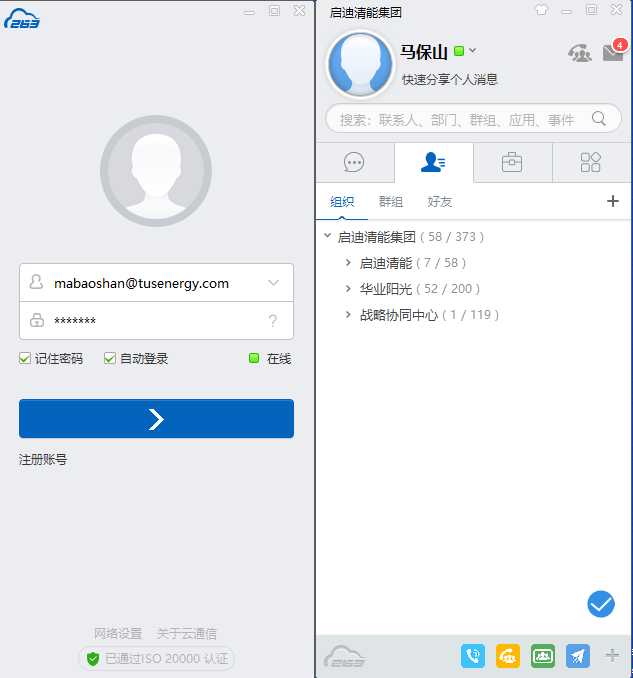 263
mabaoshan@tusenergy.com
*******
?
记住密码
自动登录
在线
注册账号
网络设置
关于云通信
已通过ISO 20000 认证
启迪清能集团
马保山
快速分享个人消息
4
搜索：联系人、部门、群组、应用、事件
组织
群组
好友
启迪清能集团 ( 58 / 373 )
启迪清能 ( 7 / 58 )
华业阳光 ( 52 / 200 )
战略协同中心 ( 1 / 119 )
263